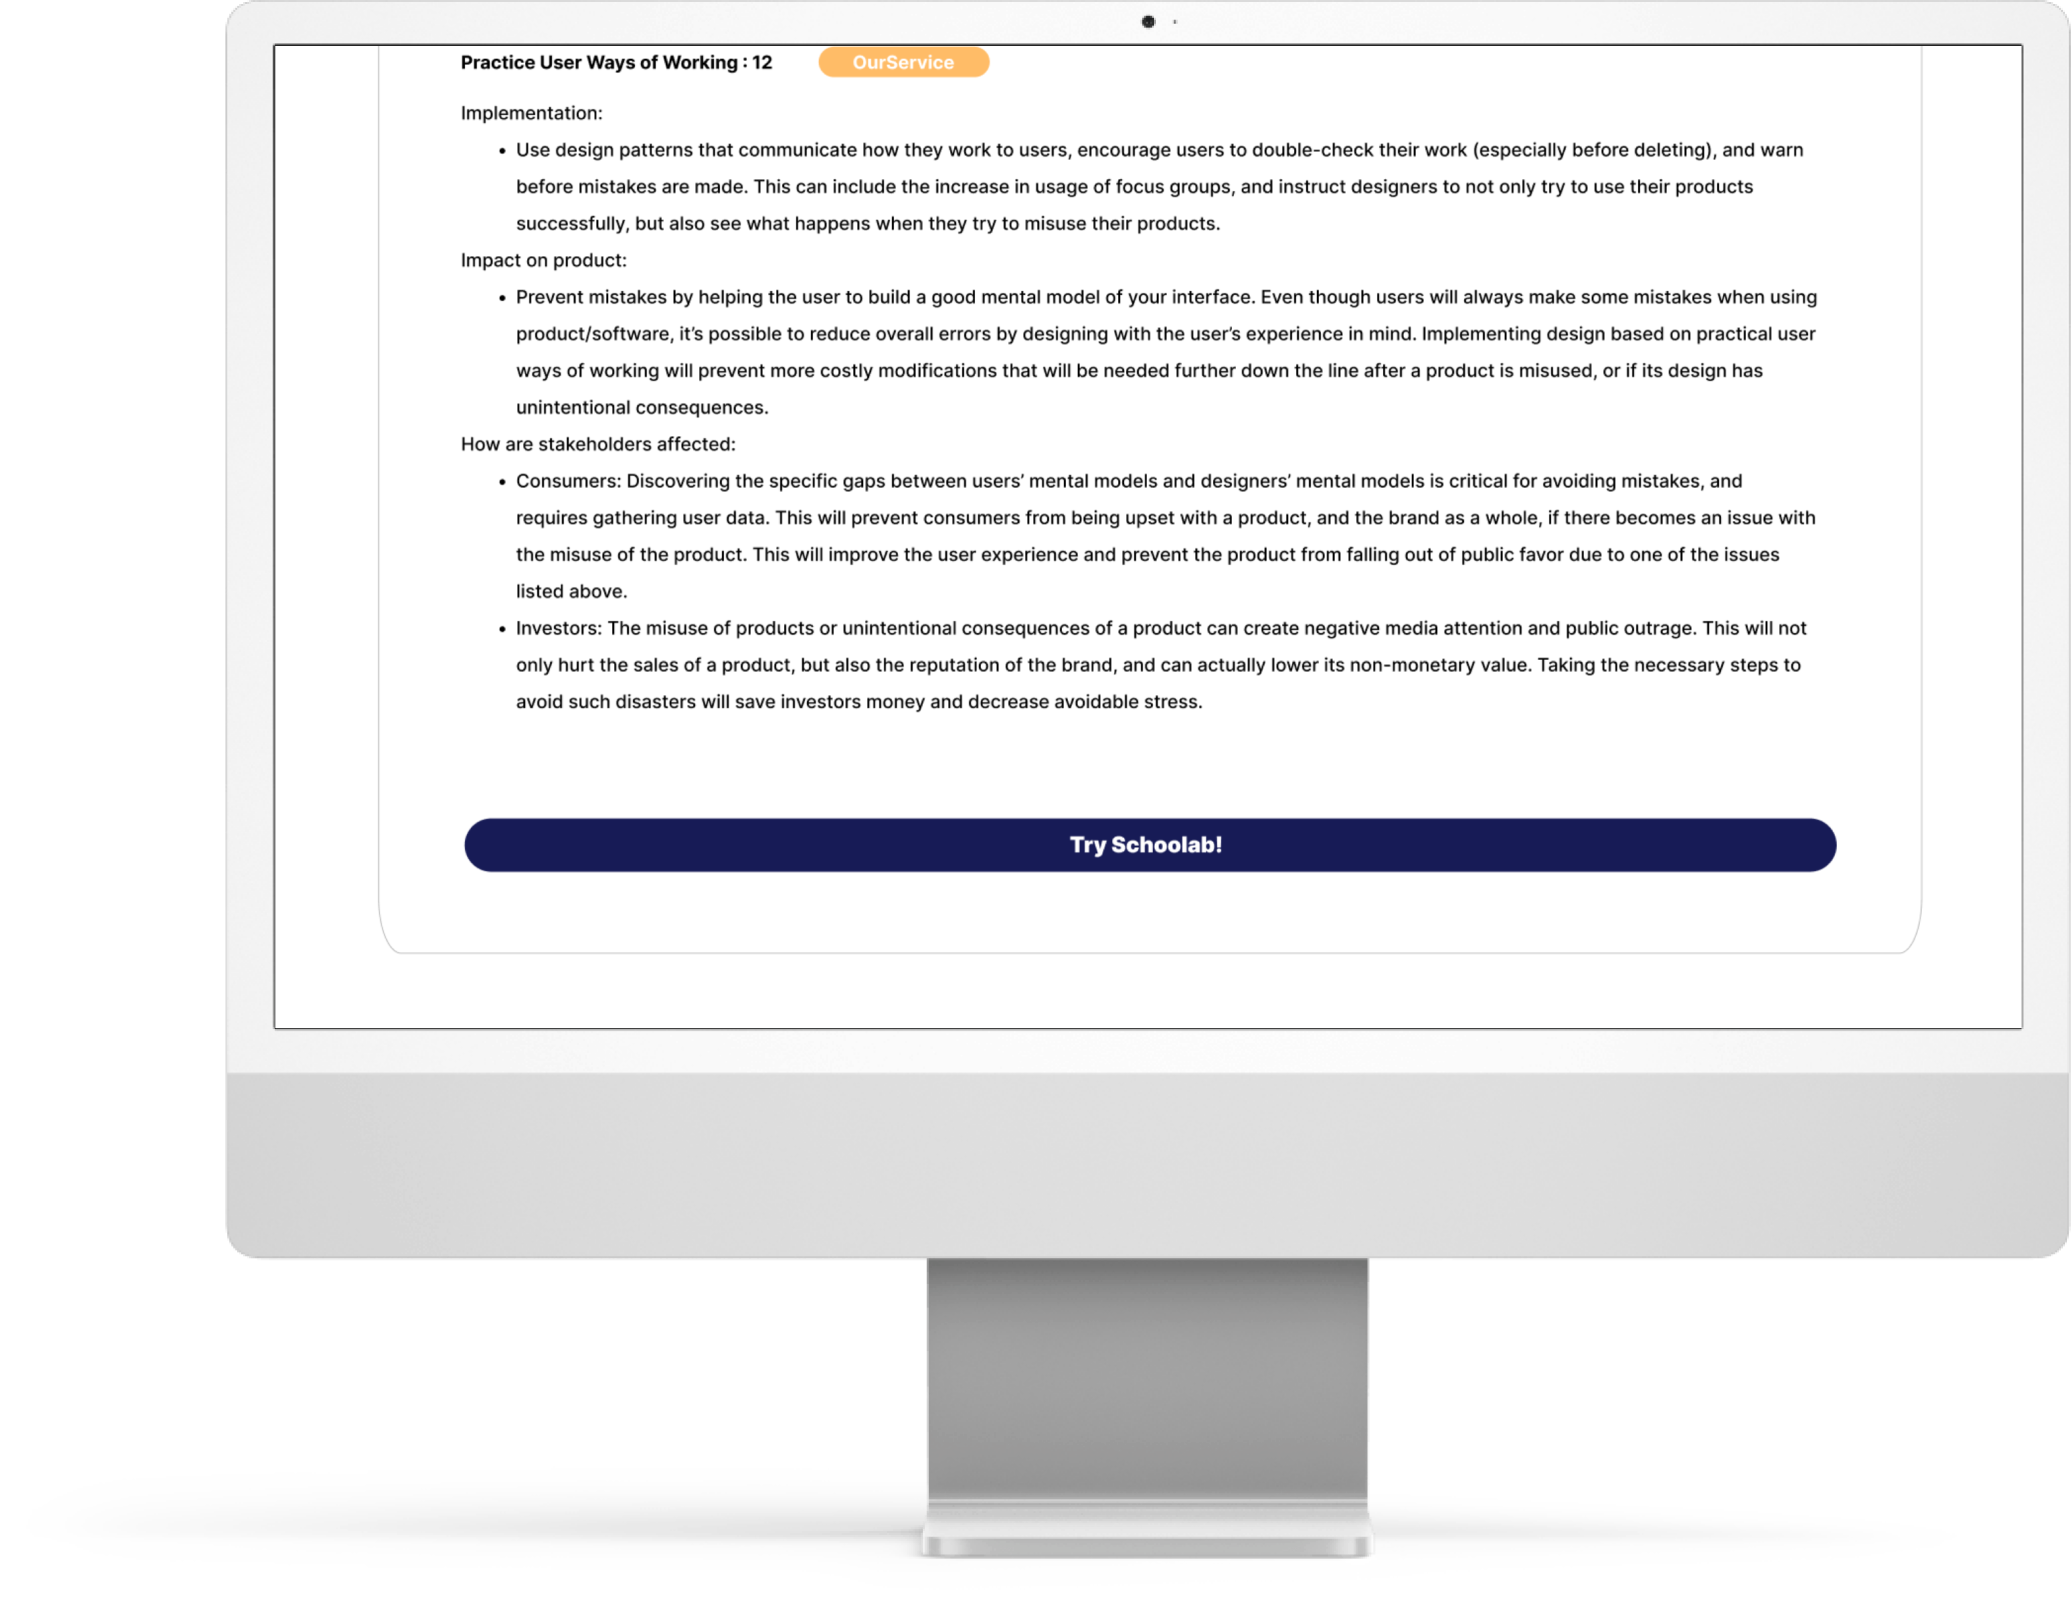 Practice User Ways of Working : 12 OurService
Implementation:
• Use design patterns that communicate how they work to users, encourage users to double-check their work (especially before deleting), and warn
before mistakes are made. This can include the increase in usage of focus groups, and instruct designers to not only try to use their products
successfully, but also see what happens when they try to misuse their products.
Impact on product:
• Prevent mistakes by helping the user to build a good mental model of your interface. Even though users will always make some mistakes when using
product/software, it’s possible to reduce overall errors by designing with the user’s experience in mind. Implementing design based on practical user
ways of working will prevent more costly modifications that will be needed further down the line after a product is misused, or if its design has
unintentional consequences.
How are stakeholders affected:
• Consumers: Discovering the specific gaps between users’ mental models and designers’ mental models is critical for avoiding mistakes, and
requires gathering user data. This will prevent consumers from being upset with a product, and the brand as a whole, if there becomes an issue with
the misuse of the product. This will improve the user experience and prevent the product from falling out of public favor due to one of the issues
listed above.
• Investors: The misuse of products or unintentional consequences of a product can create negative media attention and public outrage. This will not
only hurt the sales of a product, but also the reputation of the brand, and can actually lower its non-monetary value. Taking the necessary steps to
avoid such disasters will save investors money and decrease avoidable stress.
Try Schoolab!